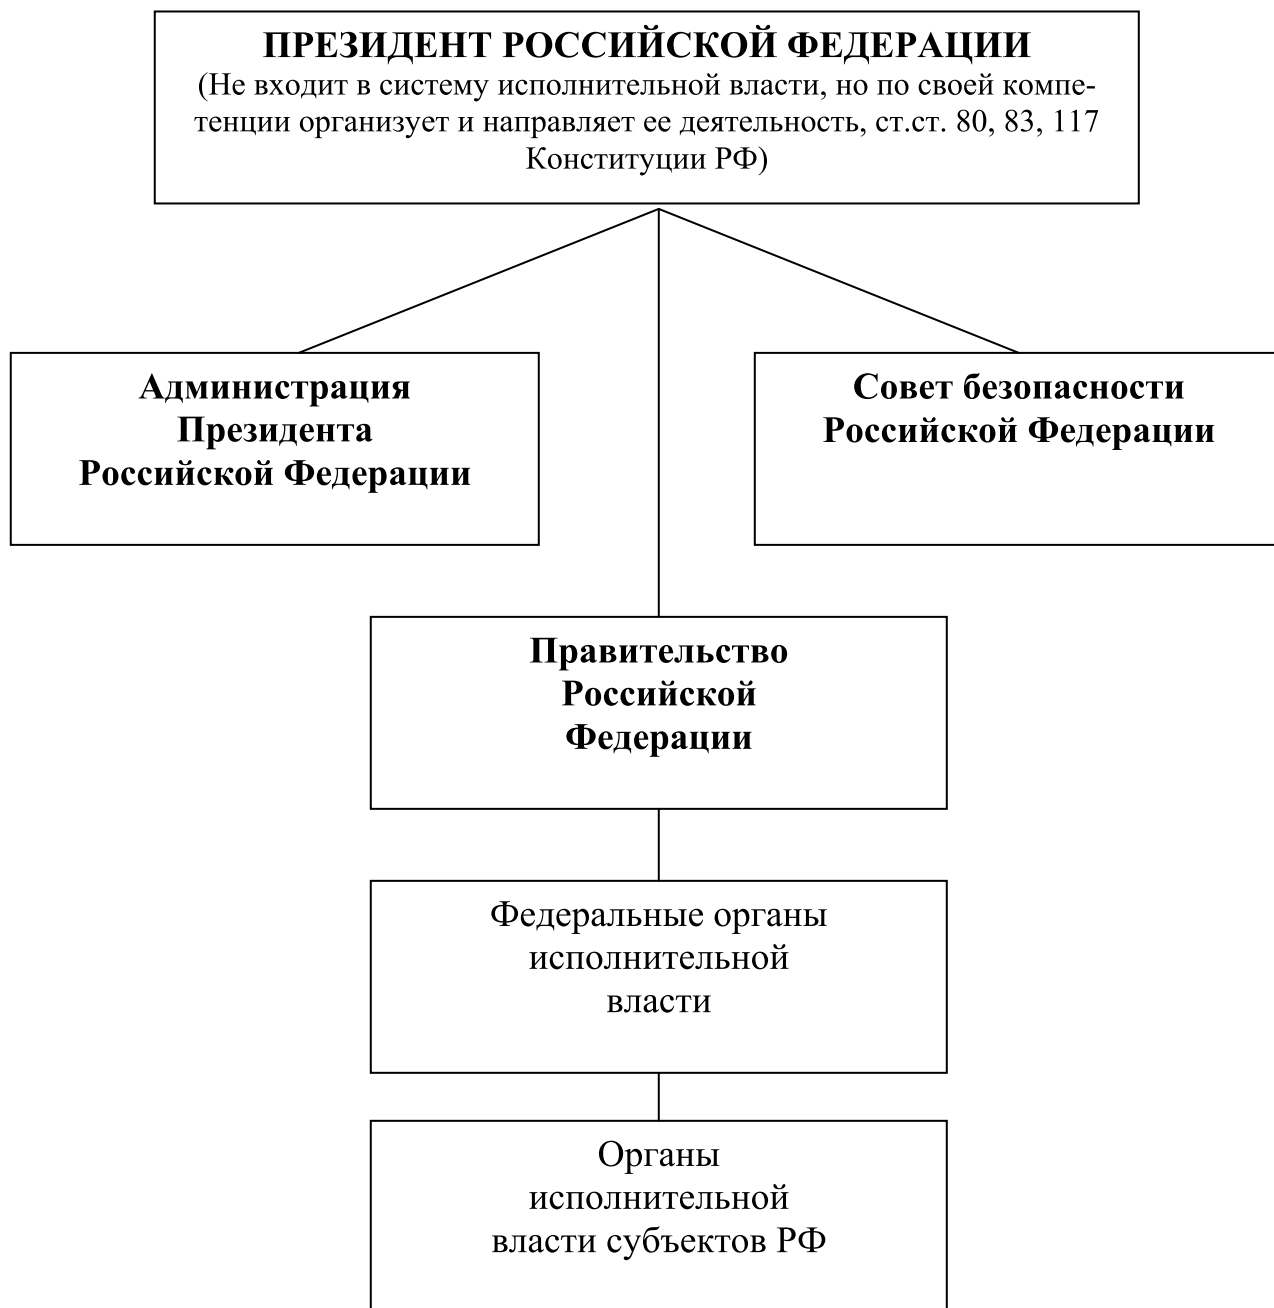 ПРЕЗИДЕНТ РОССИЙСКОЙ ФЕДЕРАЦИИ
(Не входит в систему исполнительной власти, но по своей компе-
тенции организует и направляет ее деятельность, ст.ст. 80, 83, 117
Конституции РФ)
Администрация
Президента
Российской Федерации
Совет безопасности
Российской Федерации
Правительство
Российской
Федерации
Федеральные органы
исполнительной
власти
Органы
исполнительной
власти субъектов РФ